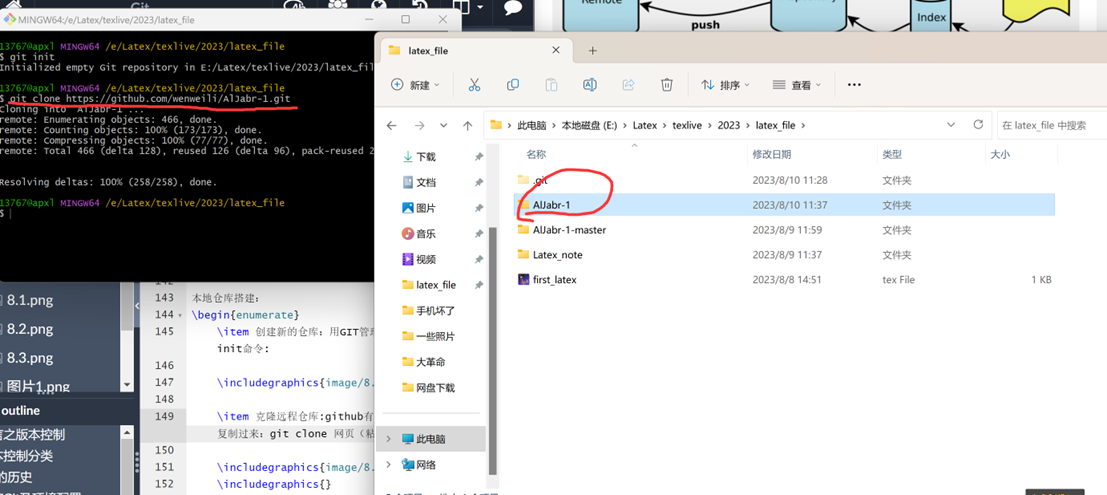 Git
Remote
push
Index
MINGW64:/e/Latex/texlive/2023/latex_file
13767@apxl MINGW64 /e/Latex/texlive/2023/latex_file
$ git init
Initialized empty Git repository in E:/Latex/texlive/2023/latex_fil
13767@apxl MINGW64 /e/Latex/texlive/2023/latex_file
$ git clone https://github.com/wenweili/AlJabr-1.git
Cloning into 'AlJabr-1'...
remote: Enumerating objects: 466, done.
remote: Counting objects: 100% (173/173), done.
remote: Compressing objects: 100% (77/77), done.
remote: Total 466 (delta 128), reused 126 (delta 96), pack-reused 2
Resolving deltas: 100% (258/258), done.
13767@apxl MINGW64 /e/Latex/texlive/2023/latex_file
$
latex_file
新建
排序
查看
此电脑 > 本地磁盘 (E:) > Latex > texlive > 2023 > latex_file >
在 latex_file 中搜索
名称 修改日期 类型 大小
.git 2023/8/10 11:28 文件夹
AlJabr-1 2023/8/10 11:37 文件夹
AlJabr-1-master 2023/8/9 11:59 文件夹
Latex_note 2023/8/9 11:37 文件夹
first_latex 2023/8/8 14:51 tex File 1 KB
下载
文档
图片
音乐
视频
latex_file
手机坏了
一些照片
大革命
网盘下载
此电脑
网络
8.1.png
8.2.png
8.3.png
图片1.png
outline
言之版本控制
本控制分类
的历史
143 本地仓库搭建:
144 \begin{enumerate}
145 \item 创建新的仓库: 用GIT管理
init命令:
146
147 \includegraphics{image/8.
148
149 \item 克隆远程仓库:github有
复制过来: git clone 网页 (粘
150
151 \includegraphics{image/8.
152 \includegraphics{}